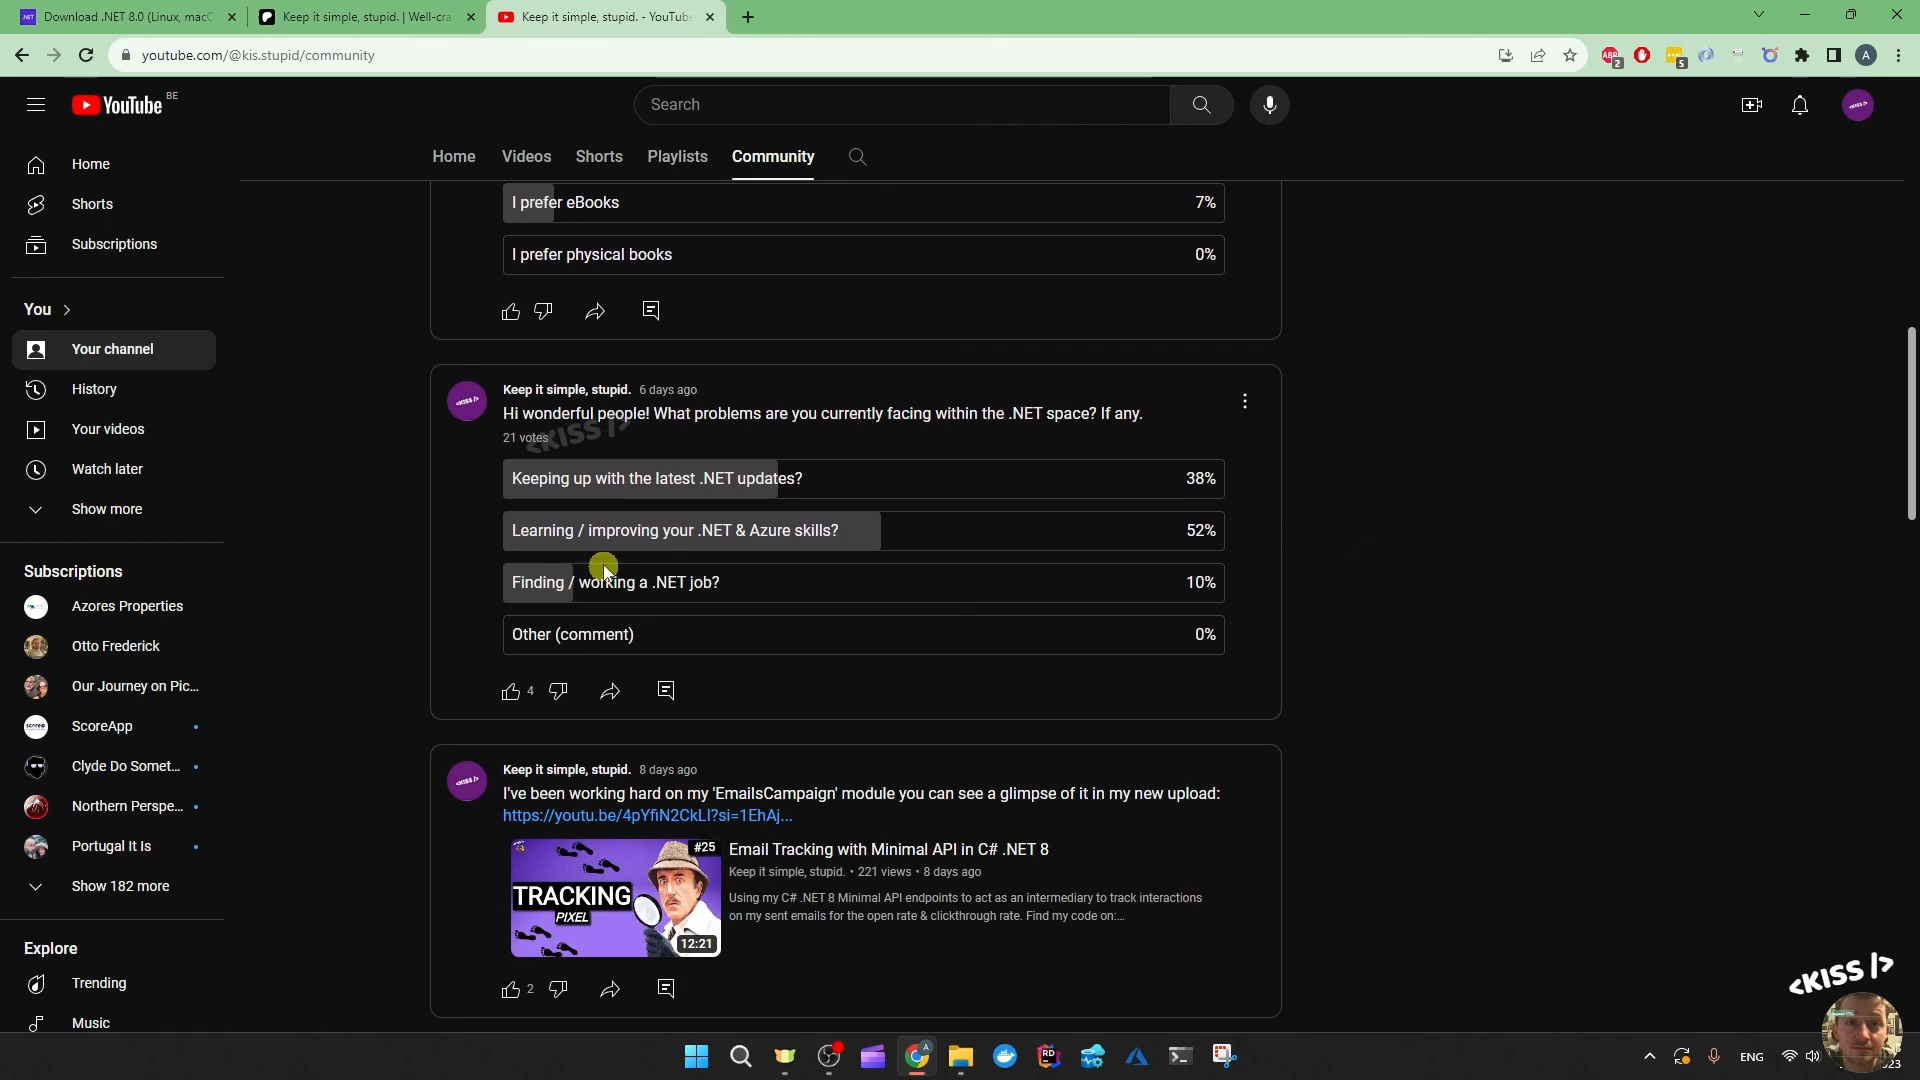 Download .NET 8.0 (Linux, macO
Keep it simple, stupid. | Well-cra
Keep it simple, stupid. - YouTube
youtube.com/@kis.stupid/community
2
5
A
YouTube BE
Search
Home
Videos
Shorts
Playlists
Community
Home
Shorts
Subscriptions
You
Your channel
History
Your videos
Watch later
Show more
Subscriptions
Azores Properties
Otto Frederick
Our Journey on Pic...
ScoreApp
Clyde Do Somet...
Northern Perspe...
Portugal It Is
Show 182 more
Explore
Trending
Music
I prefer eBooks 7%
I prefer physical books 0%
Keep it simple, stupid. 6 days ago
Hi wonderful people! What problems are you currently facing within the .NET space? If any.
21 votes
<KISS />
Keeping up with the latest .NET updates? 38%
Learning / improving your .NET & Azure skills? 52%
Finding / working a .NET job? 10%
Other (comment) 0%
4
Keep it simple, stupid. 8 days ago
I've been working hard on my 'EmailsCampaign' module you can see a glimpse of it in my new upload:
https://youtu.be/4pYfiN2CkLI?si=1EhAj...
#25
TRACKING
PIXEL
12:21
Email Tracking with Minimal API in C# .NET 8
Keep it simple, stupid. • 221 views • 8 days ago
Using my C# .NET 8 Minimal API endpoints to act as an intermediary to track interactions
on my sent emails for the open rate & clickthrough rate. Find my code on:...
2
<KISS />
RD
A
ENG